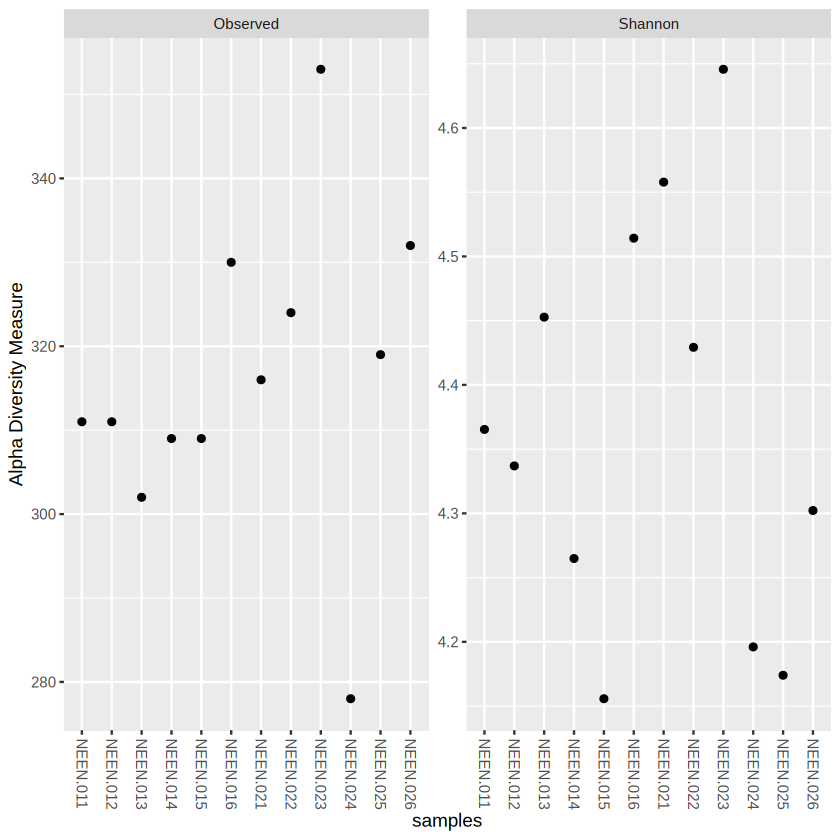 Observed
Shannon
Alpha Diversity Measure
340
320
300
280
4.6
4.5
4.4
4.3
4.2
NEEN.011
NEEN.012
NEEN.013
NEEN.014
NEEN.015
NEEN.016
NEEN.021
NEEN.022
NEEN.023
NEEN.024
NEEN.025
NEEN.026
NEEN.011
NEEN.012
NEEN.013
NEEN.014
NEEN.015
NEEN.016
NEEN.021
NEEN.022
NEEN.023
NEEN.024
NEEN.025
NEEN.026
samples